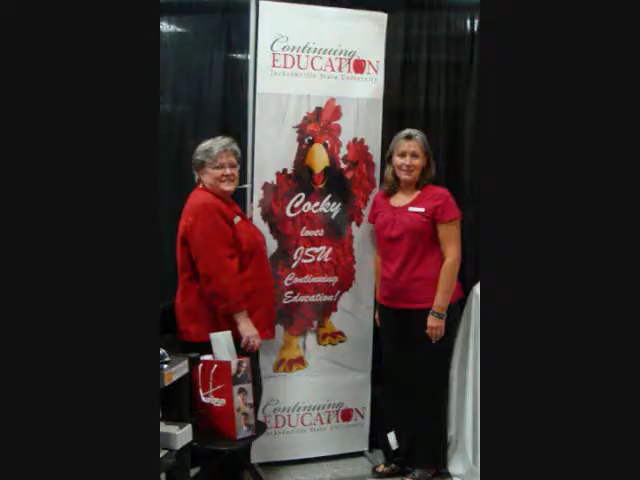 Continuing
EDUCATION
Jacksonville State University
Cocky
loves
JSU
Continuing
Education!
Continuing
EDUCATION
Jacksonville State University